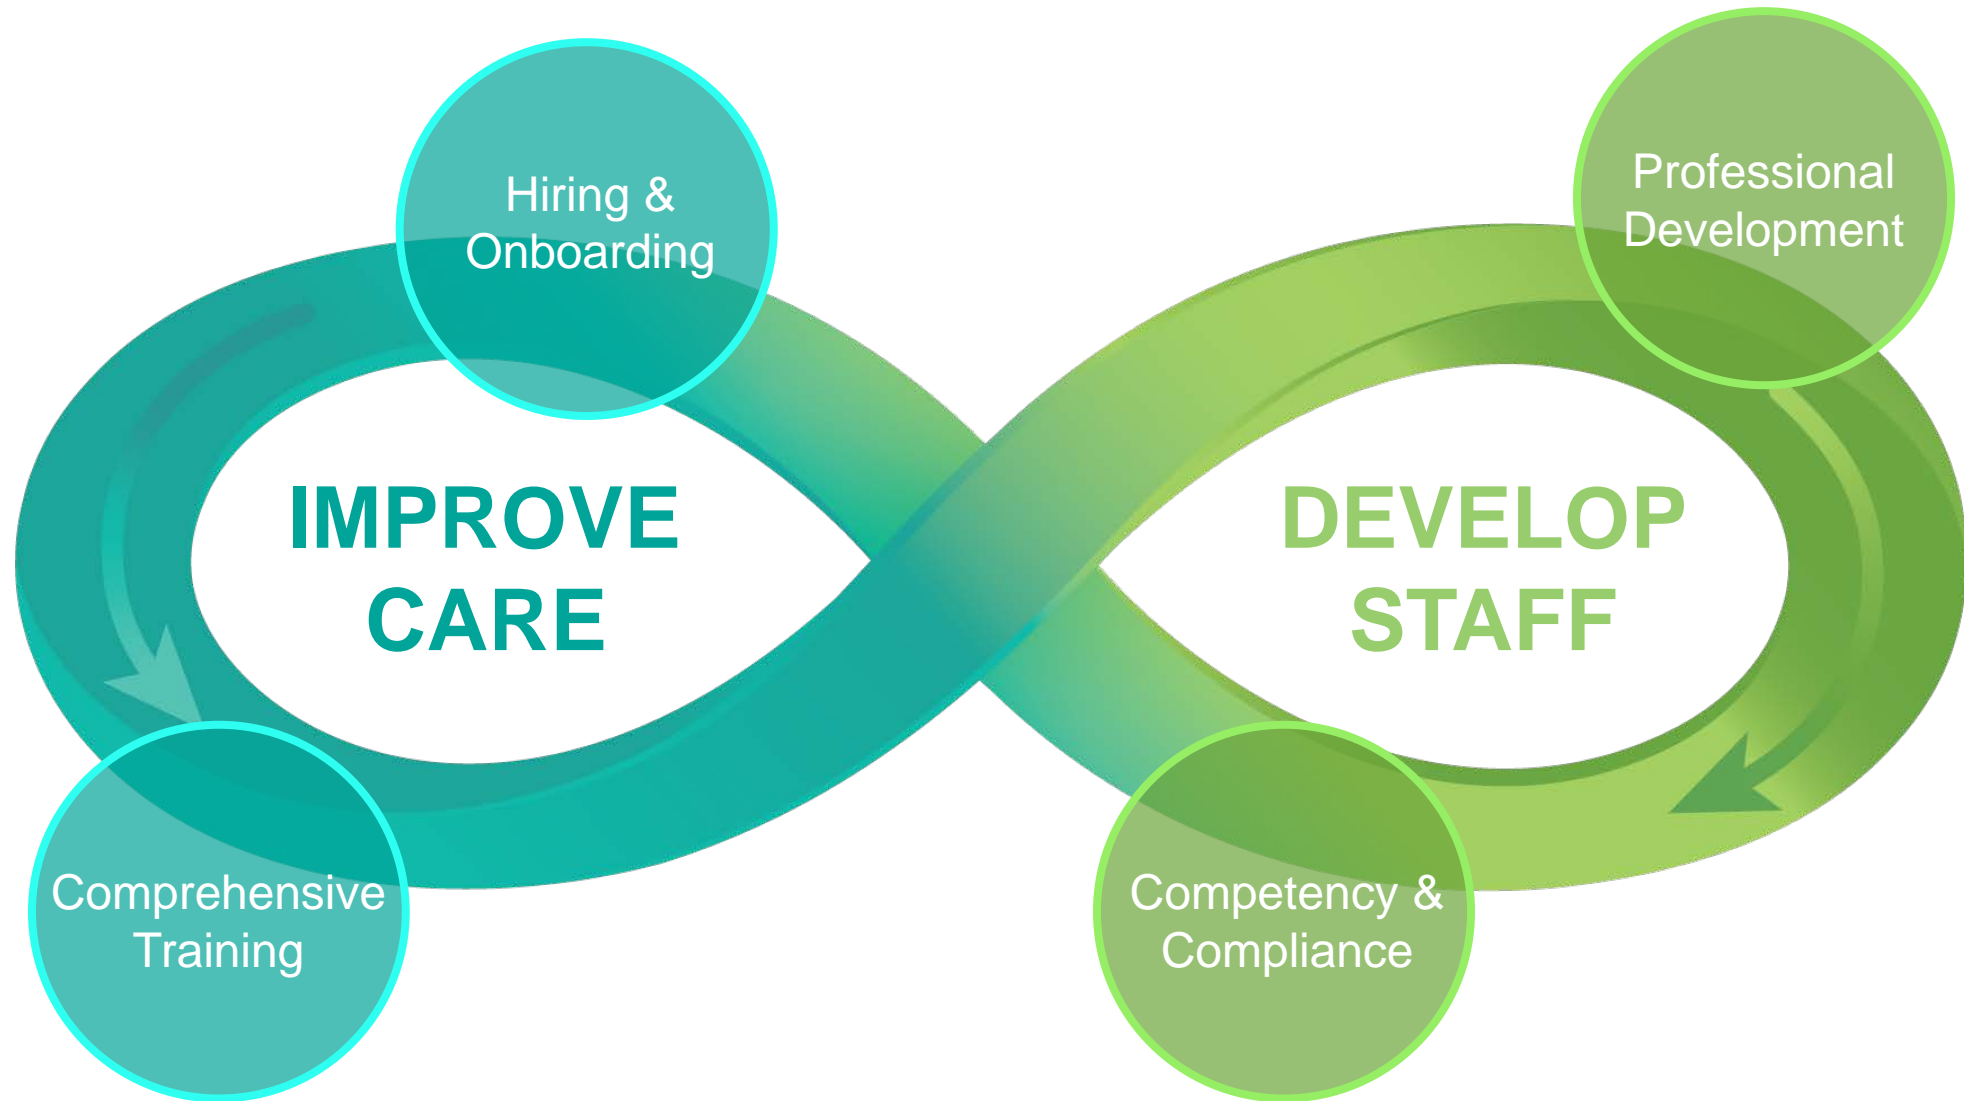 Hiring &
Onboarding
Professional
Development
IMPROVE
CARE
DEVELOP
STAFF
Comprehensive
Training
Competency &
Compliance